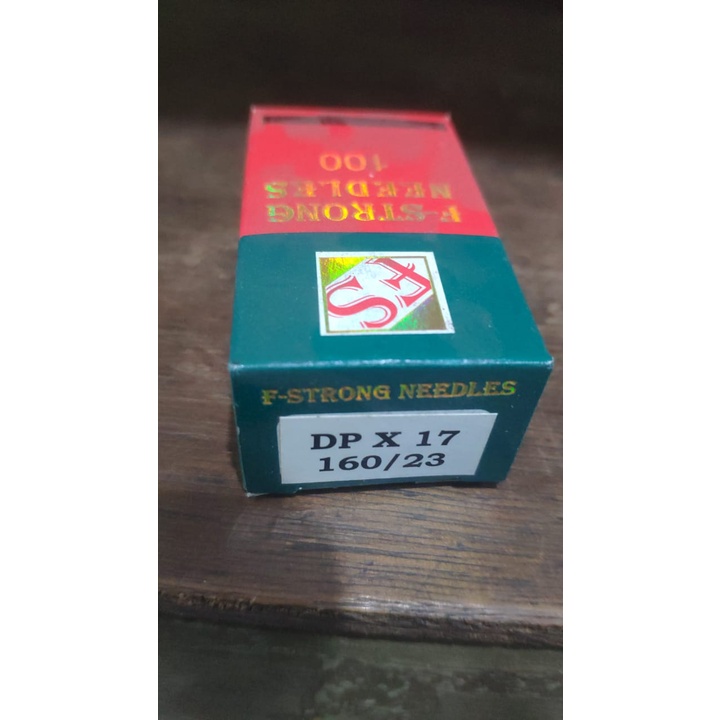 100
NEEDLES
F-STRONG
FS
F-STRONG NEEDLES
DP X 17
160/23